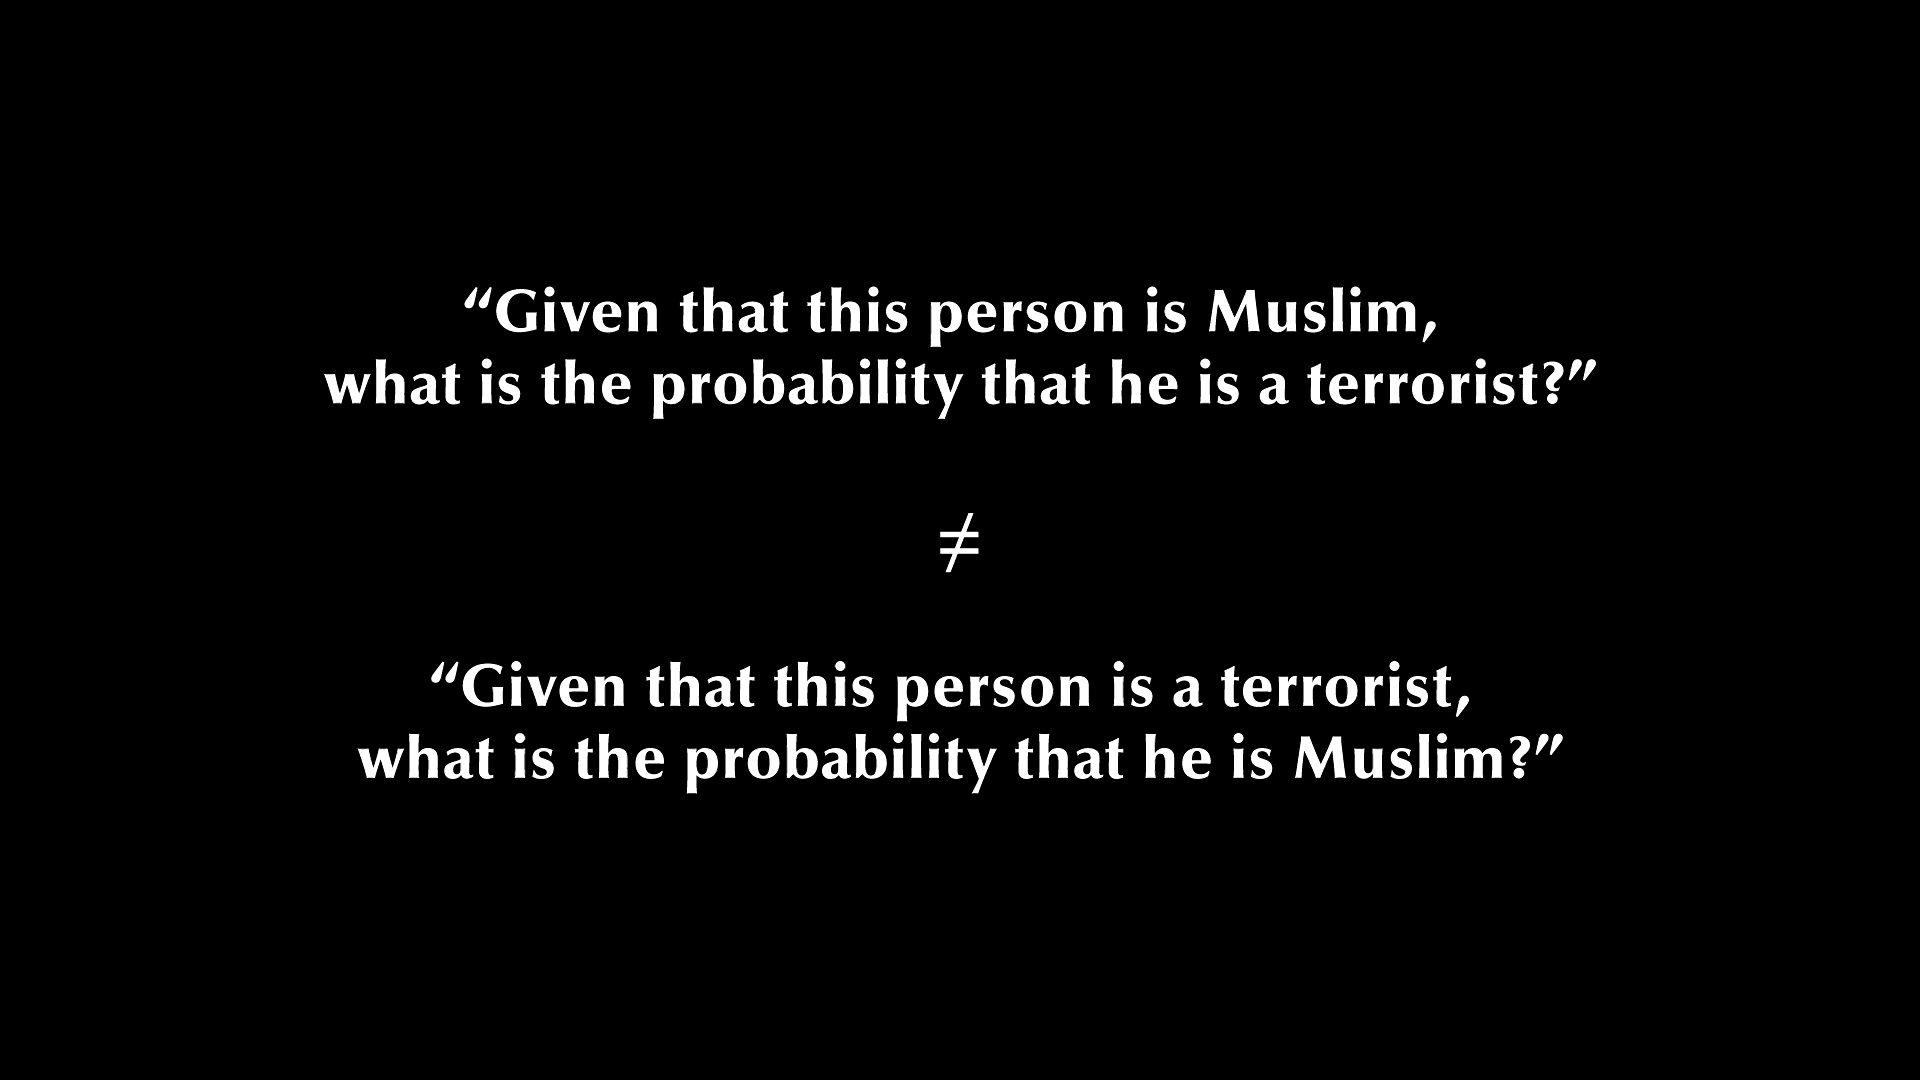 “Given that this person is Muslim,
what is the probability that he is a terrorist?”
≠
“Given that this person is a terrorist,
what is the probability that he is Muslim?”